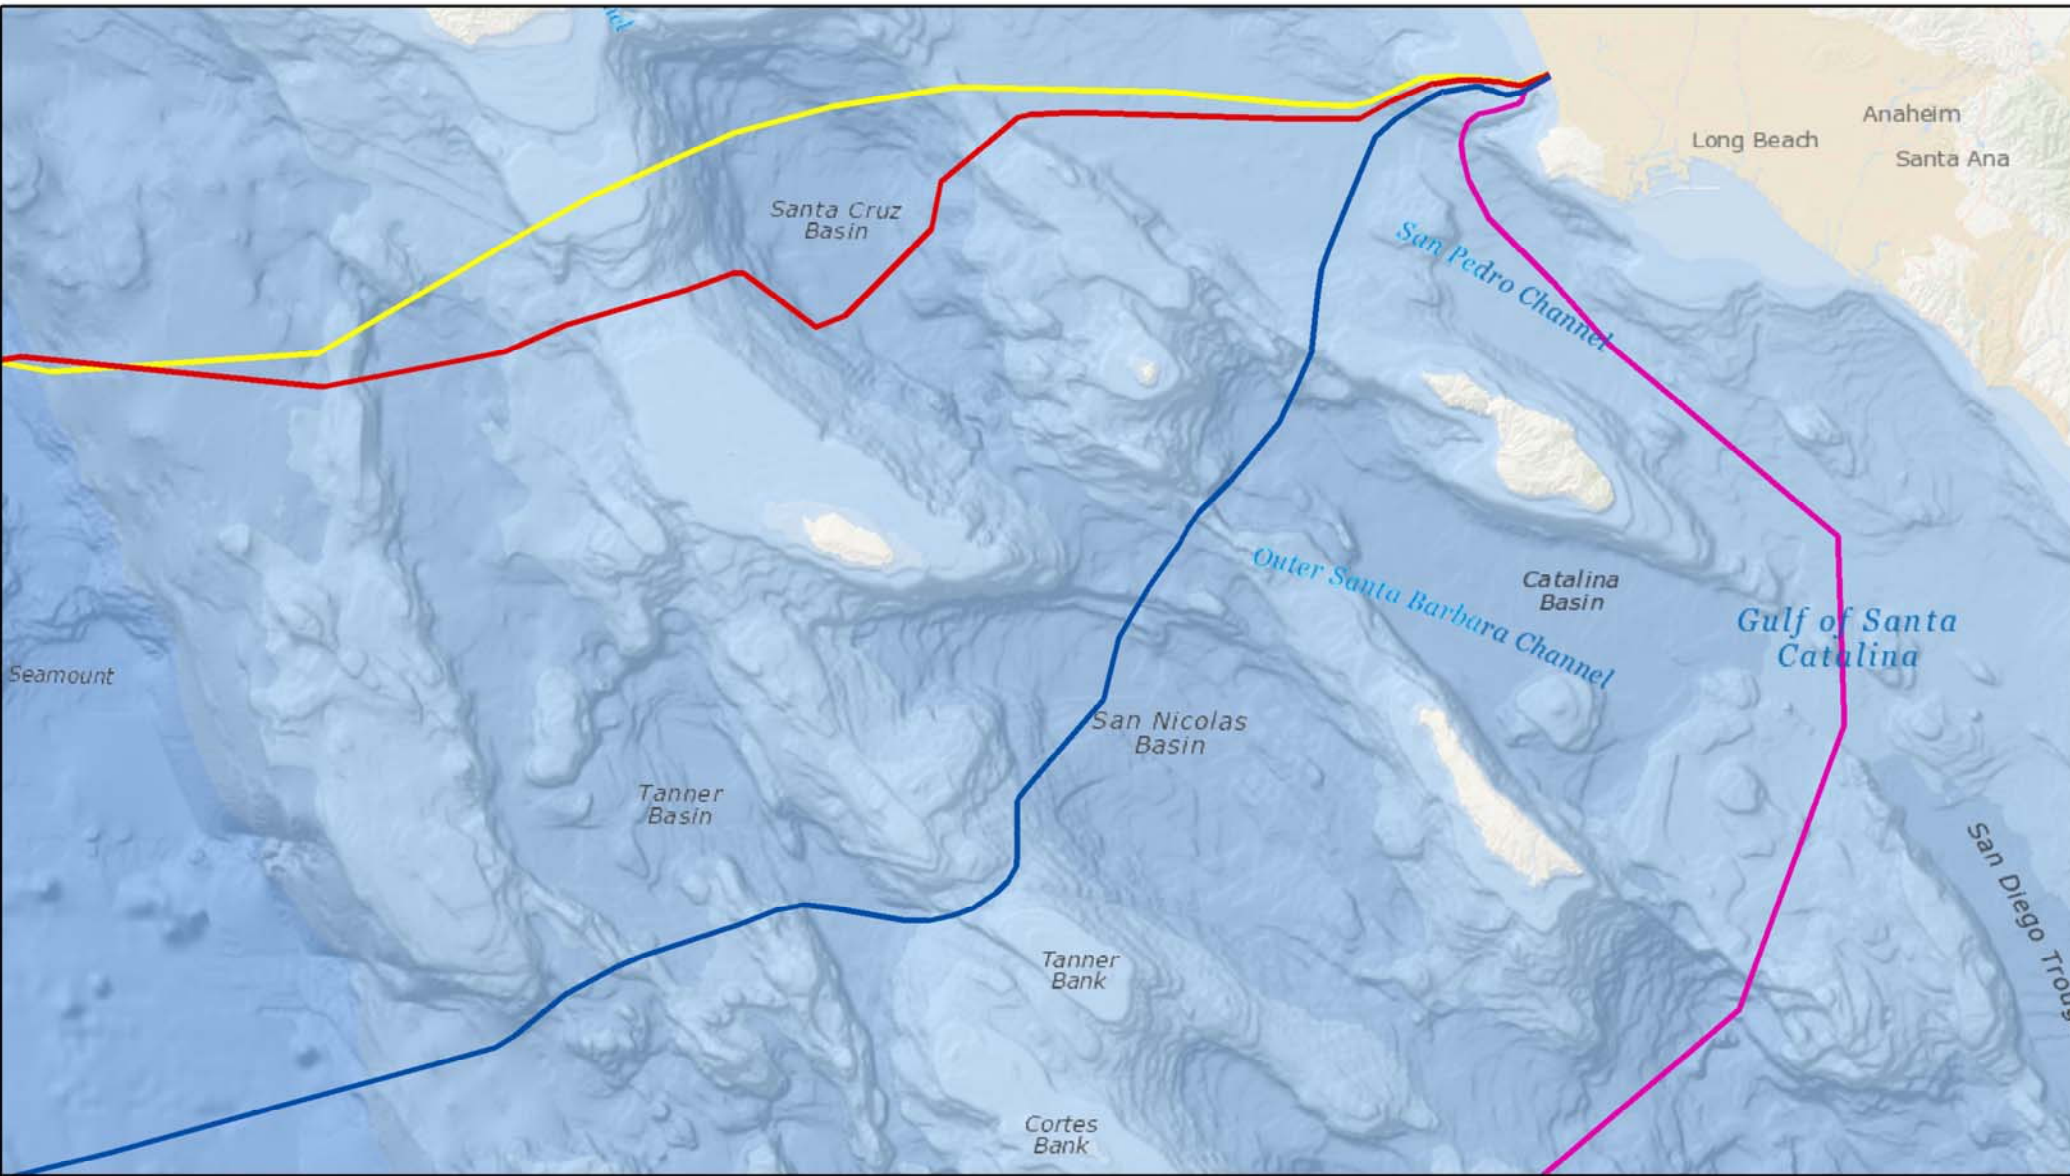 Anaheim
Long Beach
Santa Ana
Santa Cruz
Basin
San Pedro Channel
Outer Santa Barbara Channel
Catalina
Basin
Gulf of Santa
Catalina
Seamount
San Nicolas
Basin
Tanner
Basin
San Diego
Tanner
Bank
Cortes
Bank